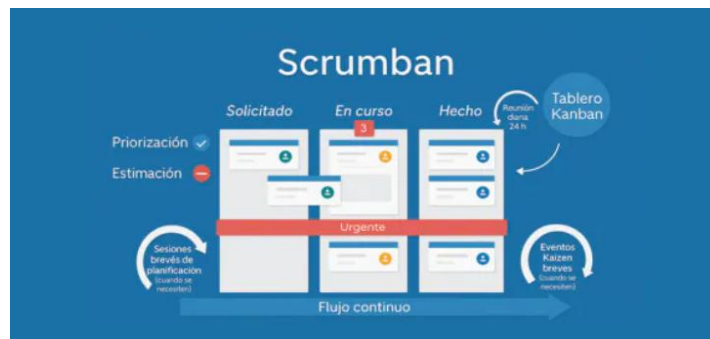 Scrumban
Solicitado
En curso
Hecho
3
Reunión
diaria
24 h
Tablero
Kanban
Priorización
Estimación
Urgente
Sesiones
brevés de
planificación
(cuando se
necesiten)
Eventos
Kaizen
breves
(cuando se
necesiten)
Flujo continuo